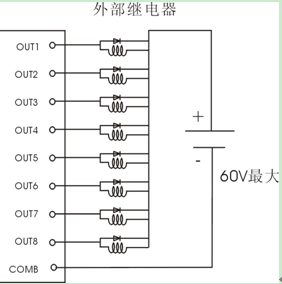 外部继电器
OUT1
OUT2
OUT3
OUT4
OUT5
OUT6
OUT7
OUT8
COMB
+
-
60V最大